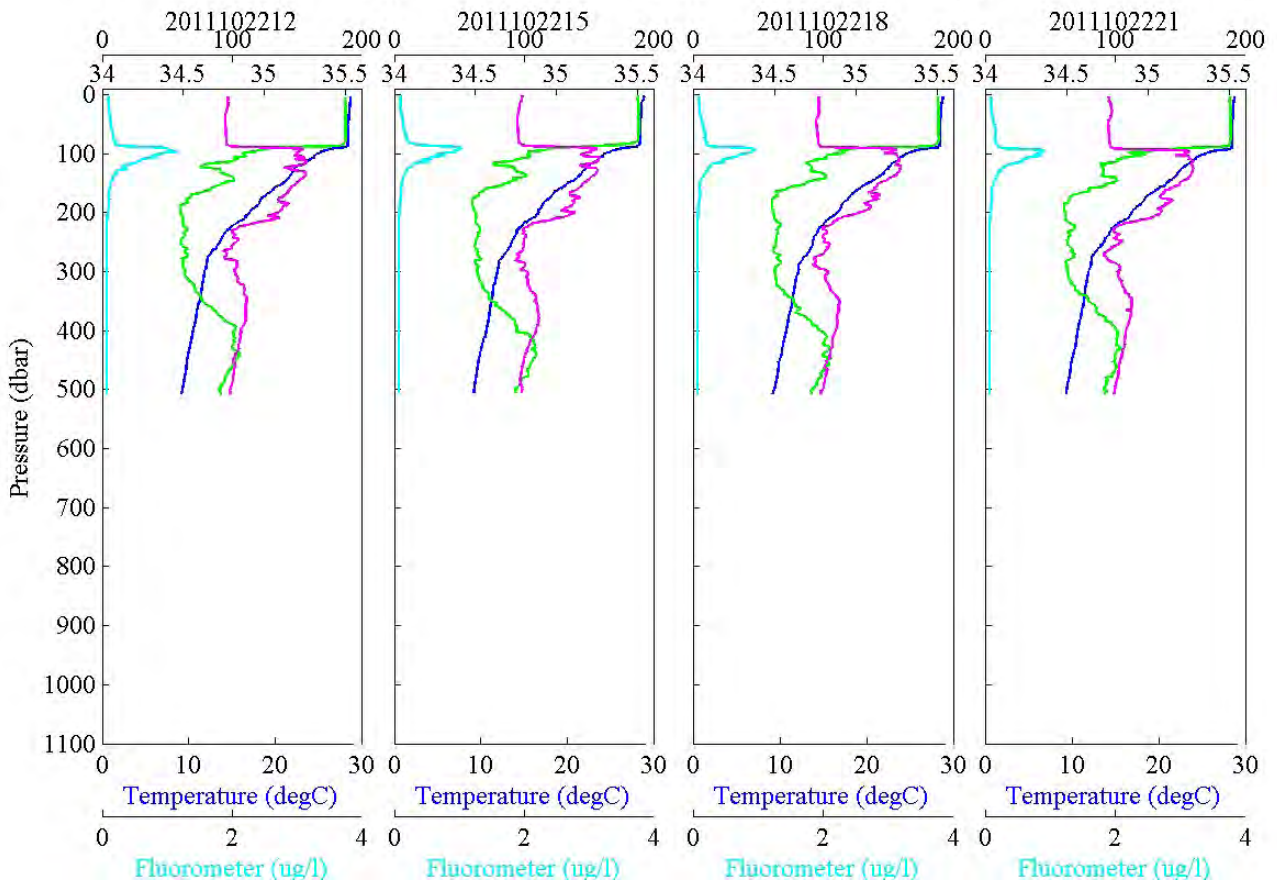 2011102212 2011102215 2011102218 2011102221
0 100 200 0 100 200 0 100 200 0 100 200
34 34.5 35 35.5 34 34.5 35 35.5 34 34.5 35 35.5 34 34.5 35 35.5
0
100
200
300
400
500
600
700
800
900
1000
1100
Pressure (dbar)
0 10 20 30 0 10 20 30 0 10 20 30 0 10 20 30
Temperature (degC) Temperature (degC) Temperature (degC) Temperature (degC)
0 2 4 0 2 4 0 2 4 0 2 4
Fluorometer (ug/l) Fluorometer (ug/l) Fluorometer (ug/l) Fluorometer (ug/l)